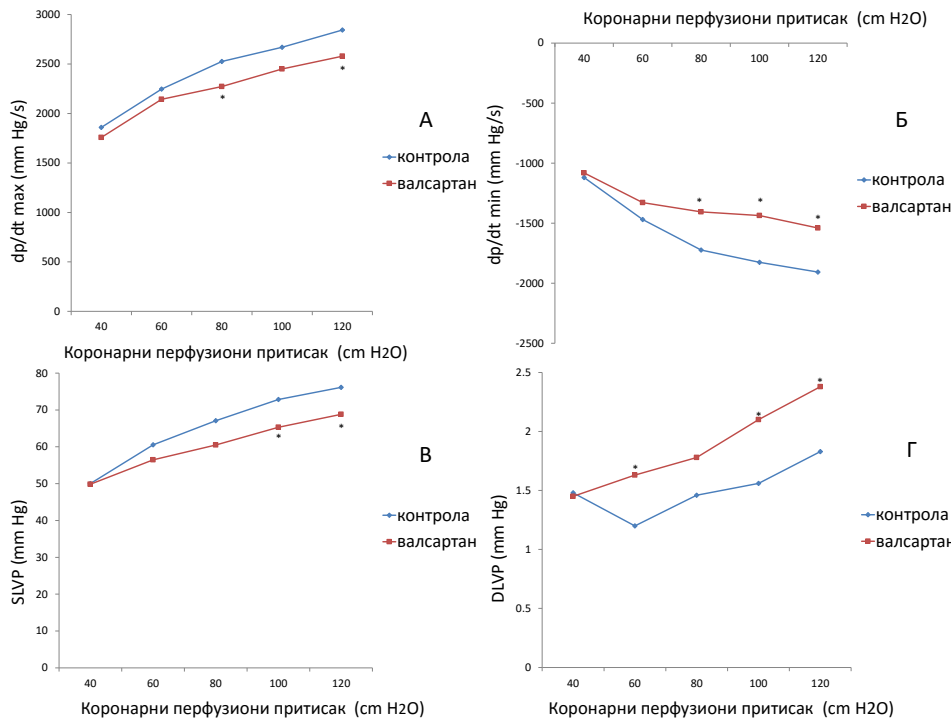 3000
2500
2000
1500
1000
500
0
dp/dt max (mm Hg/s)
*
*
А
контрола
валсартан
40 60 80 100 120
Коронарни перфузиони притисак (cm H2O)
Коронарни перфузиони притисак (cm H2O)
0
-500
-1000
-1500
-2000
-2500
40 60 80 100 120
dp/dt min (mm Hg/s)
* * *
Б
контрола
валсартан
80
70
60
50
40
30
20
10
0
SLVP (mm Hg)
*
*
В
контрола
валсартан
40 60 80 100 120
Коронарни перфузиони притисак (cm H2O)
2.5
2
1.5
1
0.5
0
DLVP (mm Hg)
*
*
*
Г
контрола
валсартан
40 60 80 100 120
Коронарни перфузиони притисак (cm H2O)